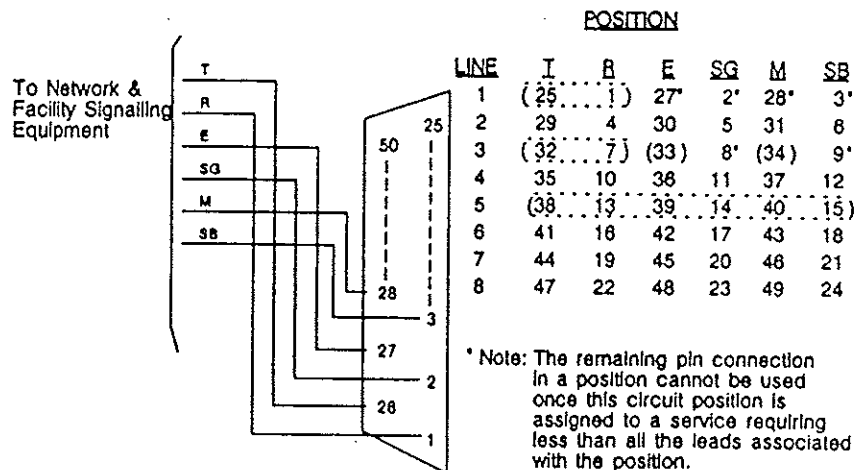 POSITION
LINE T R E SG M SB
1 (25 1) 27* 2* 28* 3*
2 29 4 30 5 31 6
3 (32 7) (33) 8* (34) 9*
4 35 10 36 11 37 12
5 (38 13 39 14 40 15)
6 41 16 42 17 43 18
7 44 19 45 20 46 21
8 47 22 48 23 49 24
To Network &
Facility Signalling
Equipment
T
R
E
SG
M
SB
25
50
28
3
27
2
26
1
* Note: The remaining pin connection
in a position cannot be used
once this circuit position is
assigned to a service requiring
less than all the leads associated
with the position.